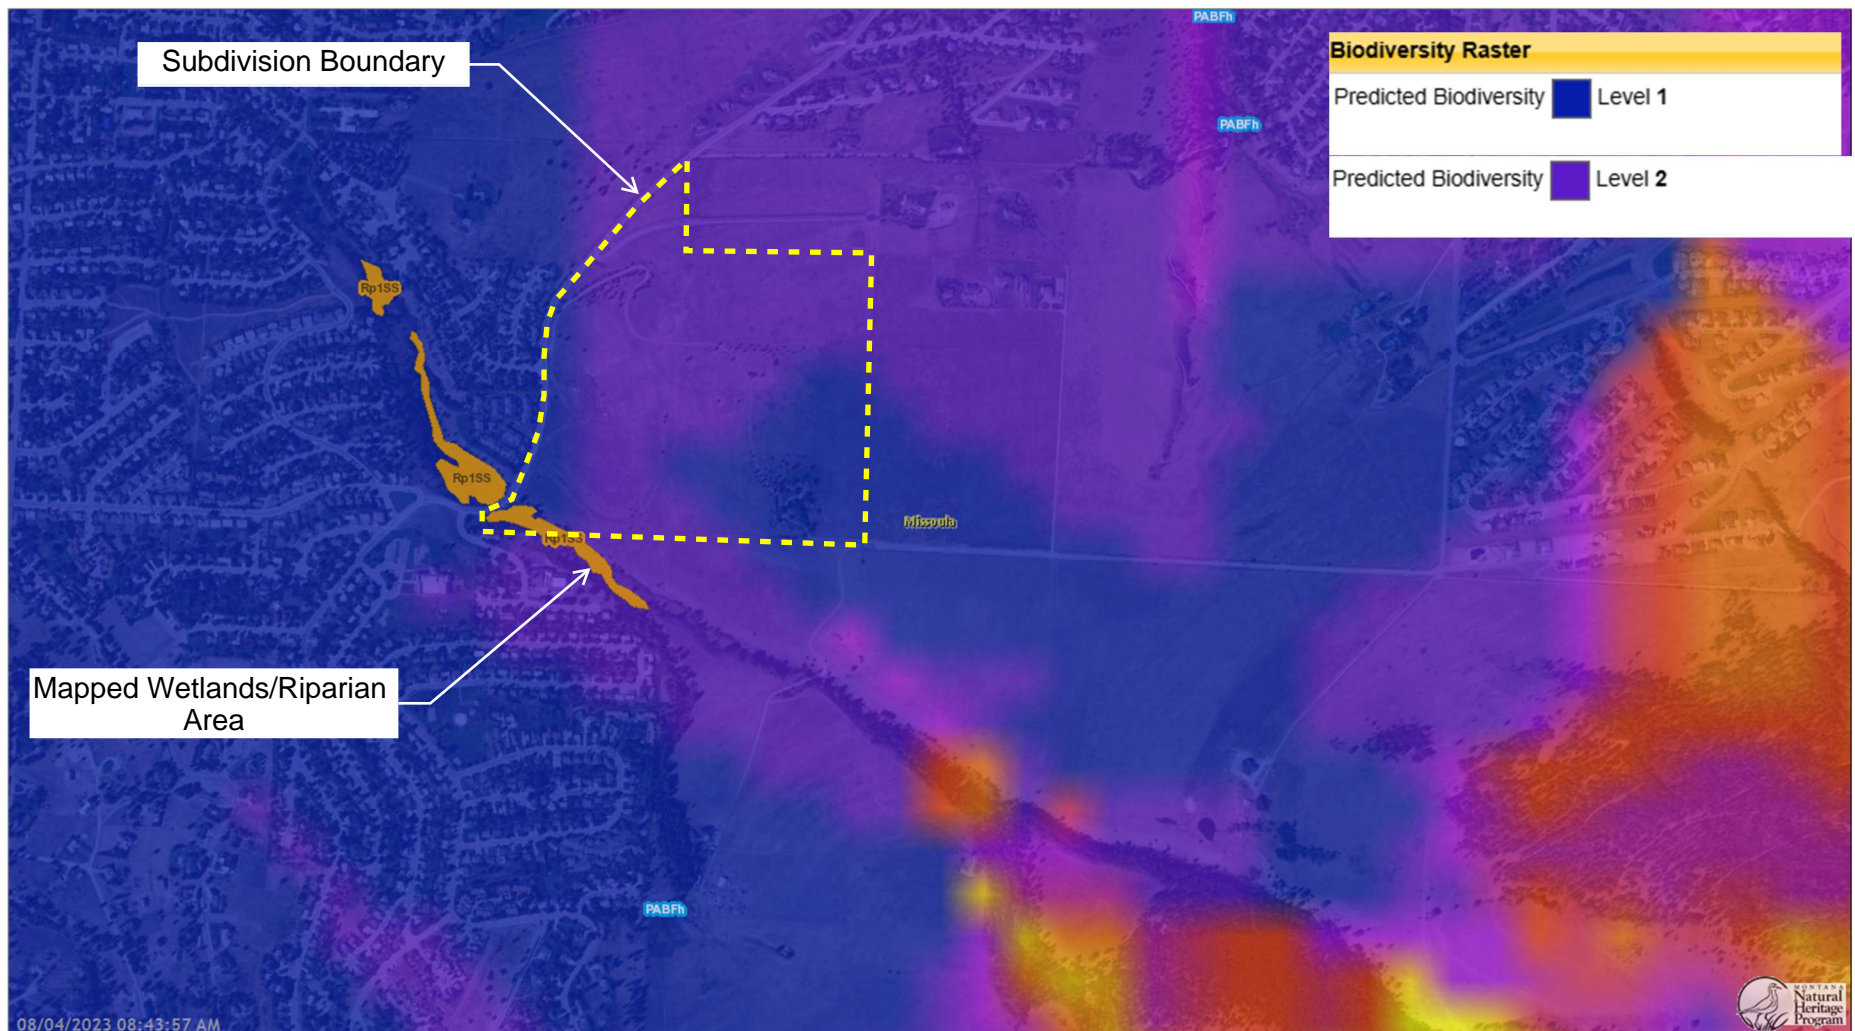 PABFh
Subdivision Boundary
Biodiversity Raster
Predicted Biodiversity Level 1
PABFh
Predicted Biodiversity Level 2
Rp1SS
Rp1SS
Missoula
Rp1SS
Mapped Wetlands/Riparian
Area
PABFh
MONTANA
Natural
Heritage
Program
08/04/2023 08:43:57 AM